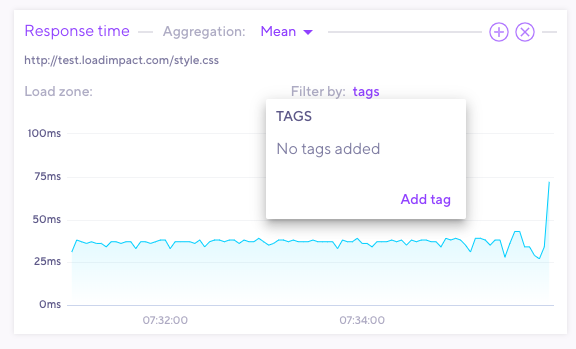 Response time Aggregation: Mean
http://test.loadimpact.com/style.css
Load zone: Filter by: tags
TAGS
No tags added
Add tag
100ms
75ms
50ms
25ms
0ms
07:32:00 07:34:00